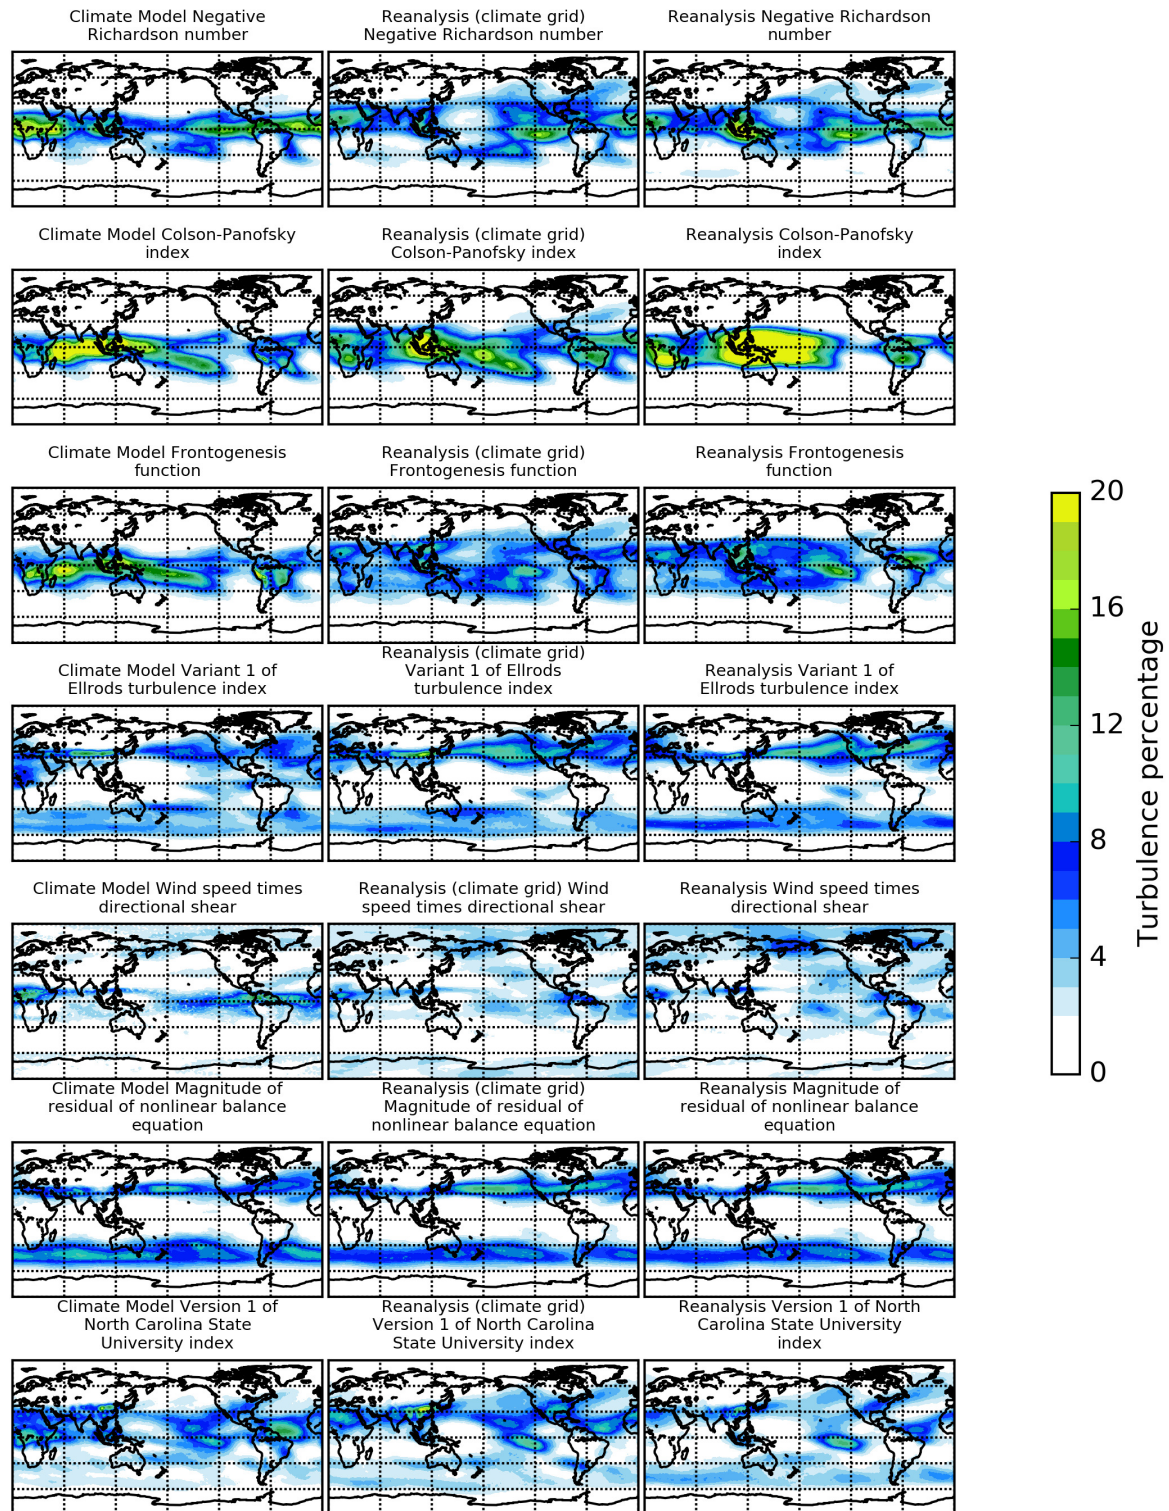 Climate Model Negative
Richardson number
Reanalysis (climate grid)
Negative Richardson number
Reanalysis Negative Richardson
number
Climate Model Colson-Panofsky
index
Reanalysis (climate grid)
Colson-Panofsky index
Reanalysis Colson-Panofsky
index
Climate Model Frontogenesis
function
Reanalysis (climate grid)
Frontogenesis function
Reanalysis Frontogenesis
function
Climate Model Variant 1 of
Ellrods turbulence index
Reanalysis (climate grid)
Variant 1 of Ellrods
turbulence index
Reanalysis Variant 1 of
Ellrods turbulence index
Climate Model Wind speed times
directional shear
Reanalysis (climate grid) Wind
speed times directional shear
Reanalysis Wind speed times
directional shear
Climate Model Magnitude of
residual of nonlinear balance
equation
Reanalysis (climate grid)
Magnitude of residual of
nonlinear balance equation
Reanalysis Magnitude of
residual of nonlinear balance
equation
Climate Model Version 1 of
North Carolina State
University index
Reanalysis (climate grid)
Version 1 of North Carolina
State University index
Reanalysis Version 1 of North
Carolina State University
index
20
16
12
8
4
0
Turbulence percentage